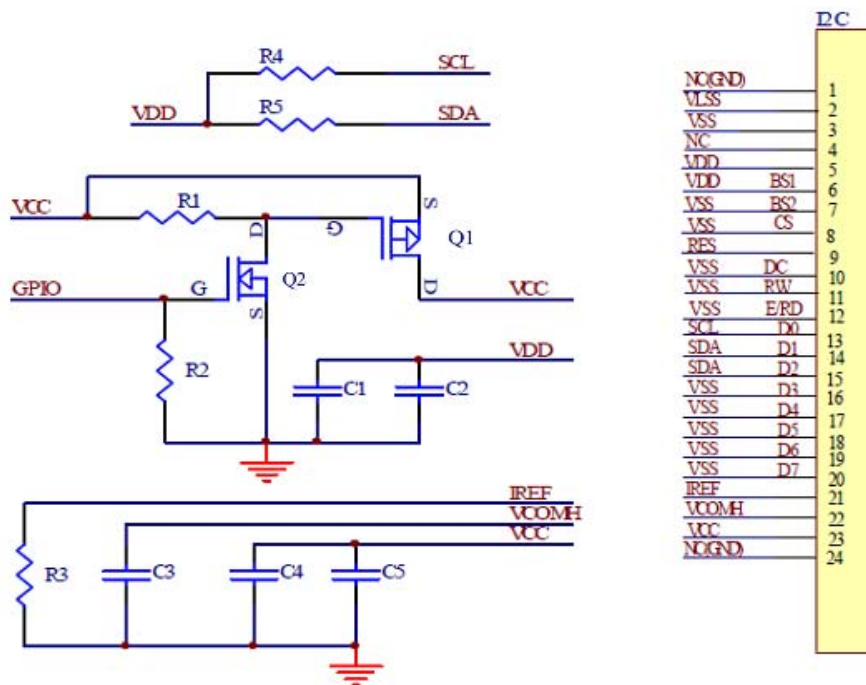 I2C
R4
SCL
VDD
R5
SDA
VCC
R1
D
G
S
Q1
D
VCC
GPIO
G
Q2
S
R2
VDD
C1
C2
IREF
VCOMH
VCC
R3
C3
C4
C5
NC(GND) 1
VLSS 2
VSS 3
NC 4
VDD 5
VDD BS1 6
VSS BS2 7
VSS CS 8
RES 9
VSS DC 10
VSS RW 11
VSS E/RD 12
SCL D0 13
SDA D1 14
SDA D2 15
VSS D3 16
VSS D4 17
VSS D5 18
VSS D6 19
VSS D7 20
IREF 21
VCOMH 22
VCC 23
NC(GND) 24